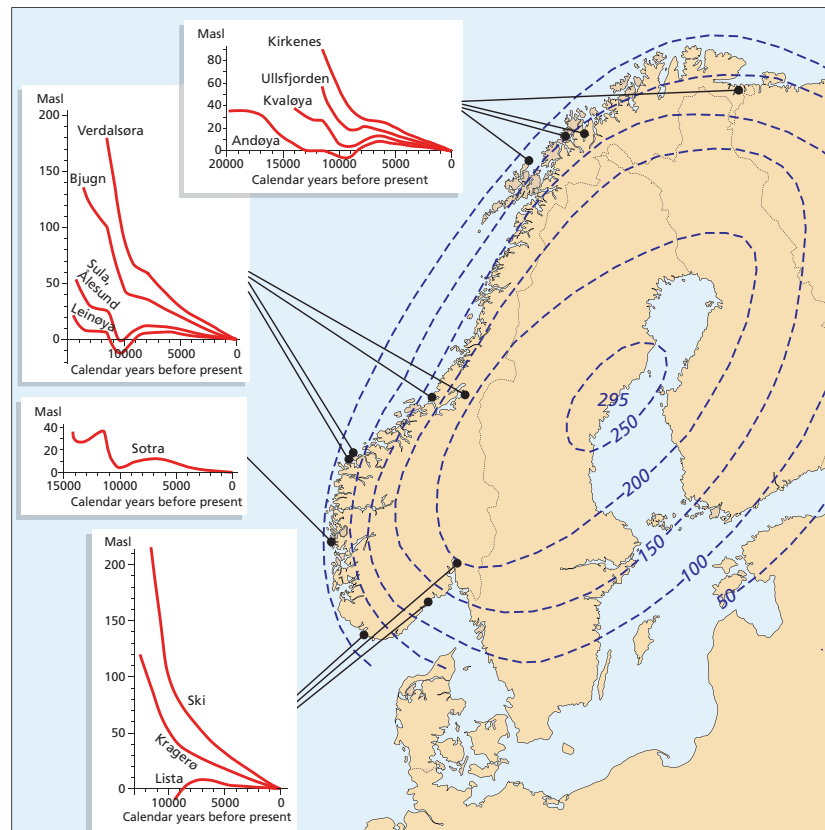 Masl
80
60
40
20
0
Kirkenes
Ullsfjorden
Kvaløya
Andøya
20000
15000
10000
5000
0
Calendar years before present
Masl
200
150
100
50
0
Verdalsøra
Bjugn
Sula,
Ålesund
Leinøya
10000
5000
0
Calendar years before present
Masl
40
20
0
Sotra
15000
10000
5000
0
Calendar years before present
Masl
200
150
100
50
0
Ski
Kragerø
Lista
10000
5000
0
Calendar years before present
295
250
200
150
100
50